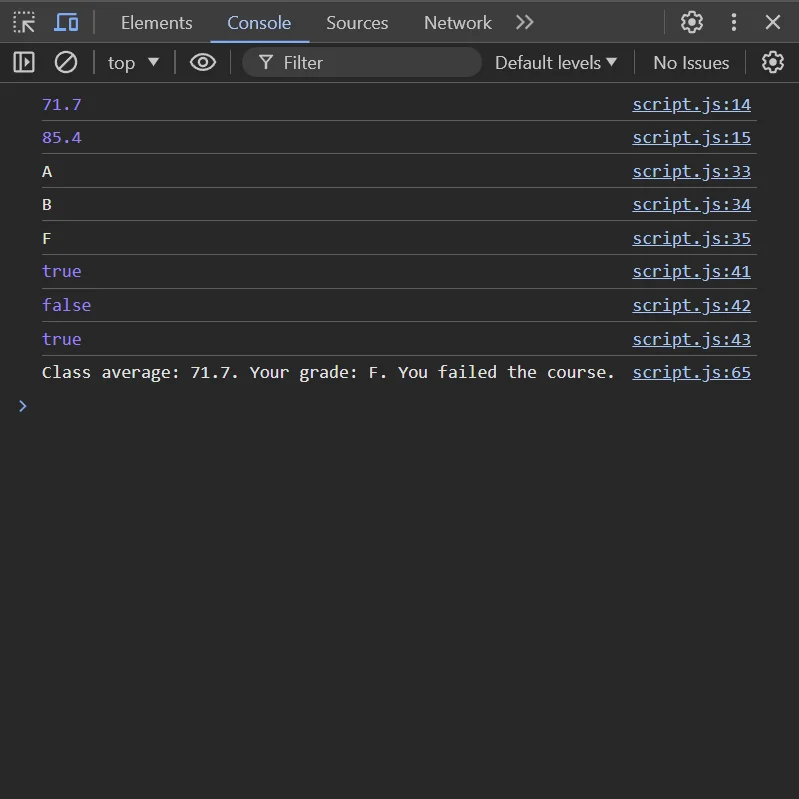 Elements Console Sources Network
top Filter Default levels No Issues
71.7 script.js:14
85.4 script.js:15
A script.js:33
B script.js:34
F script.js:35
true script.js:41
false script.js:42
true script.js:43
Class average: 71.7. Your grade: F. You failed the course. script.js:65